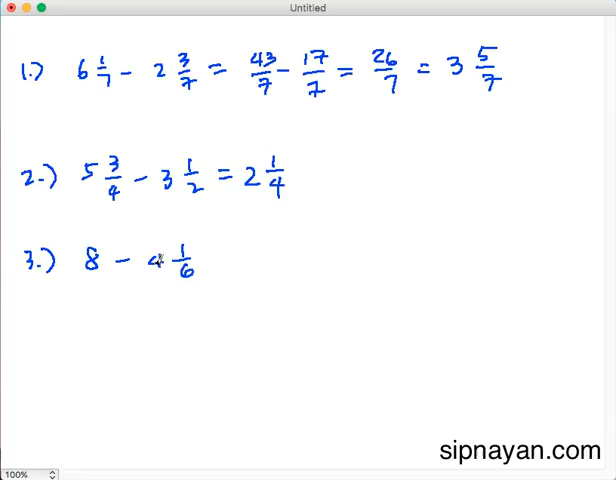 Untitled
1.) 6 1/7 - 2 3/7 = 43/7 - 17/7 = 26/7 = 3 5/7
2.) 5 3/4 - 3 1/2 = 2 1/4
3.) 8 - 4 1/6
sipnayan.com
100%